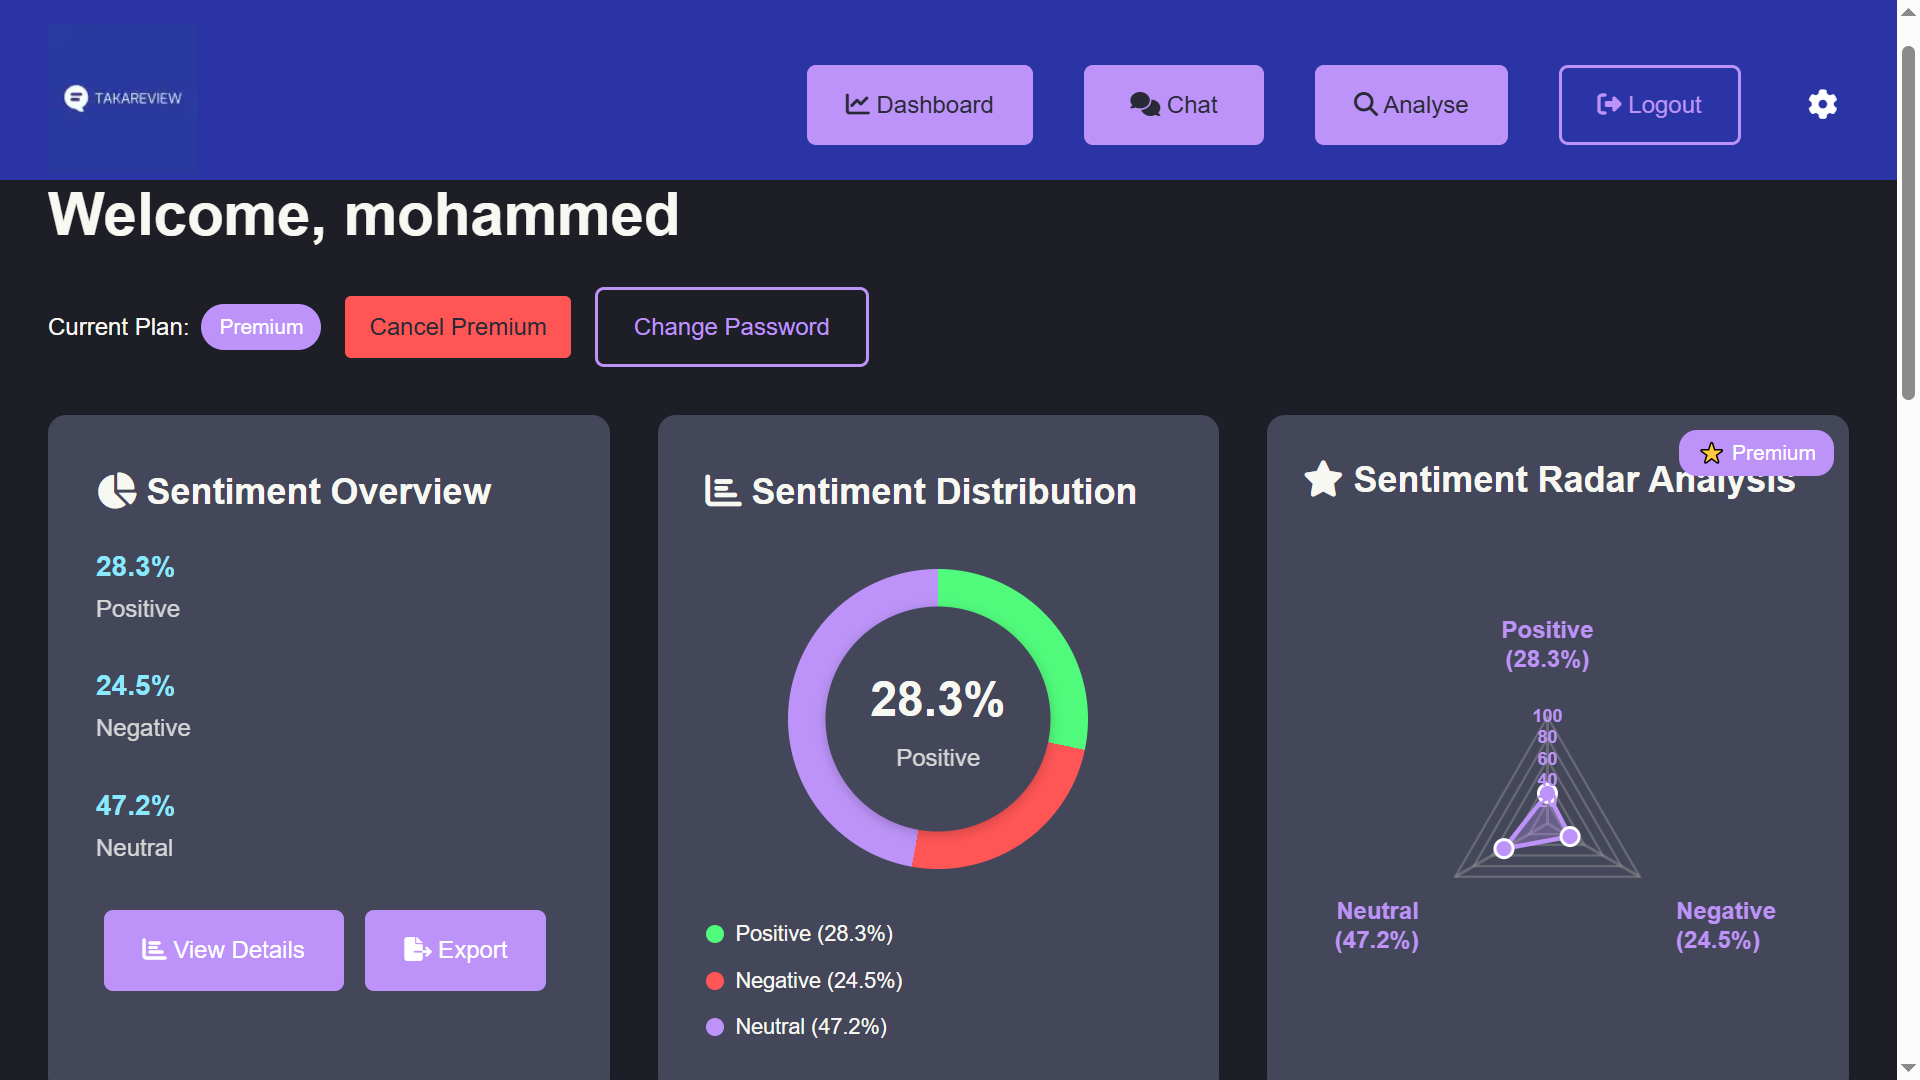 TAKAREVIEW
Dashboard
Chat
Analyse
Logout
Welcome, mohammed
Current Plan:
Premium
Cancel Premium
Change Password
Sentiment Overview
28.3%
Positive
24.5%
Negative
47.2%
Neutral
View Details
Export
Sentiment Distribution
28.3%
Positive
Positive (28.3%)
Negative (24.5%)
Neutral (47.2%)
Premium
Sentiment Radar Analysis
Positive
(28.3%)
100
80
60
40
Neutral
(47.2%)
Negative
(24.5%)